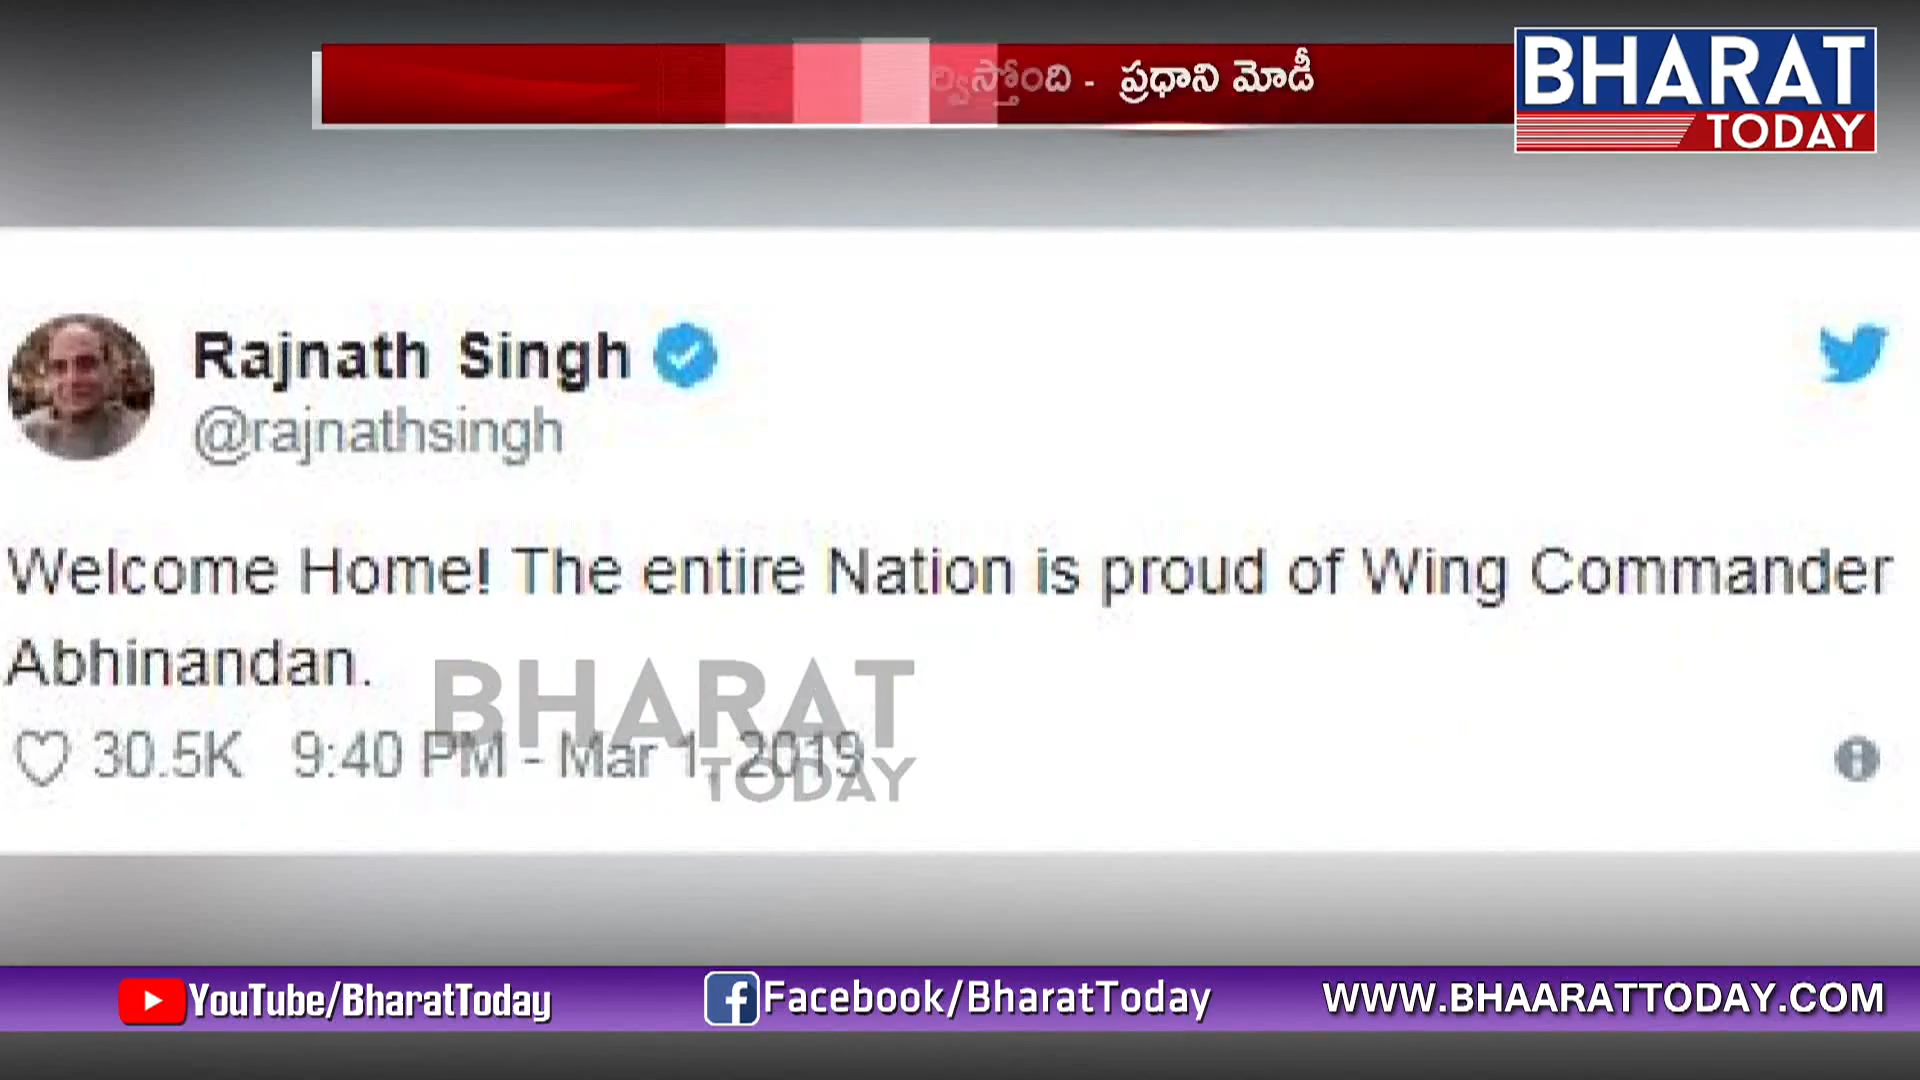 ర్విస్తోంది - ప్రధాని మోడీ
BHARAT
TODAY
Rajnath Singh
@rajnathsingh
Welcome Home! The entire Nation is proud of Wing Commander
Abhinandan.
BHARAT
TODAY
30.5K 9:40 PM - Mar 1, 2019
YouTube/BharatToday
Facebook/BharatToday
WWW.BHAARATTODAY.COM